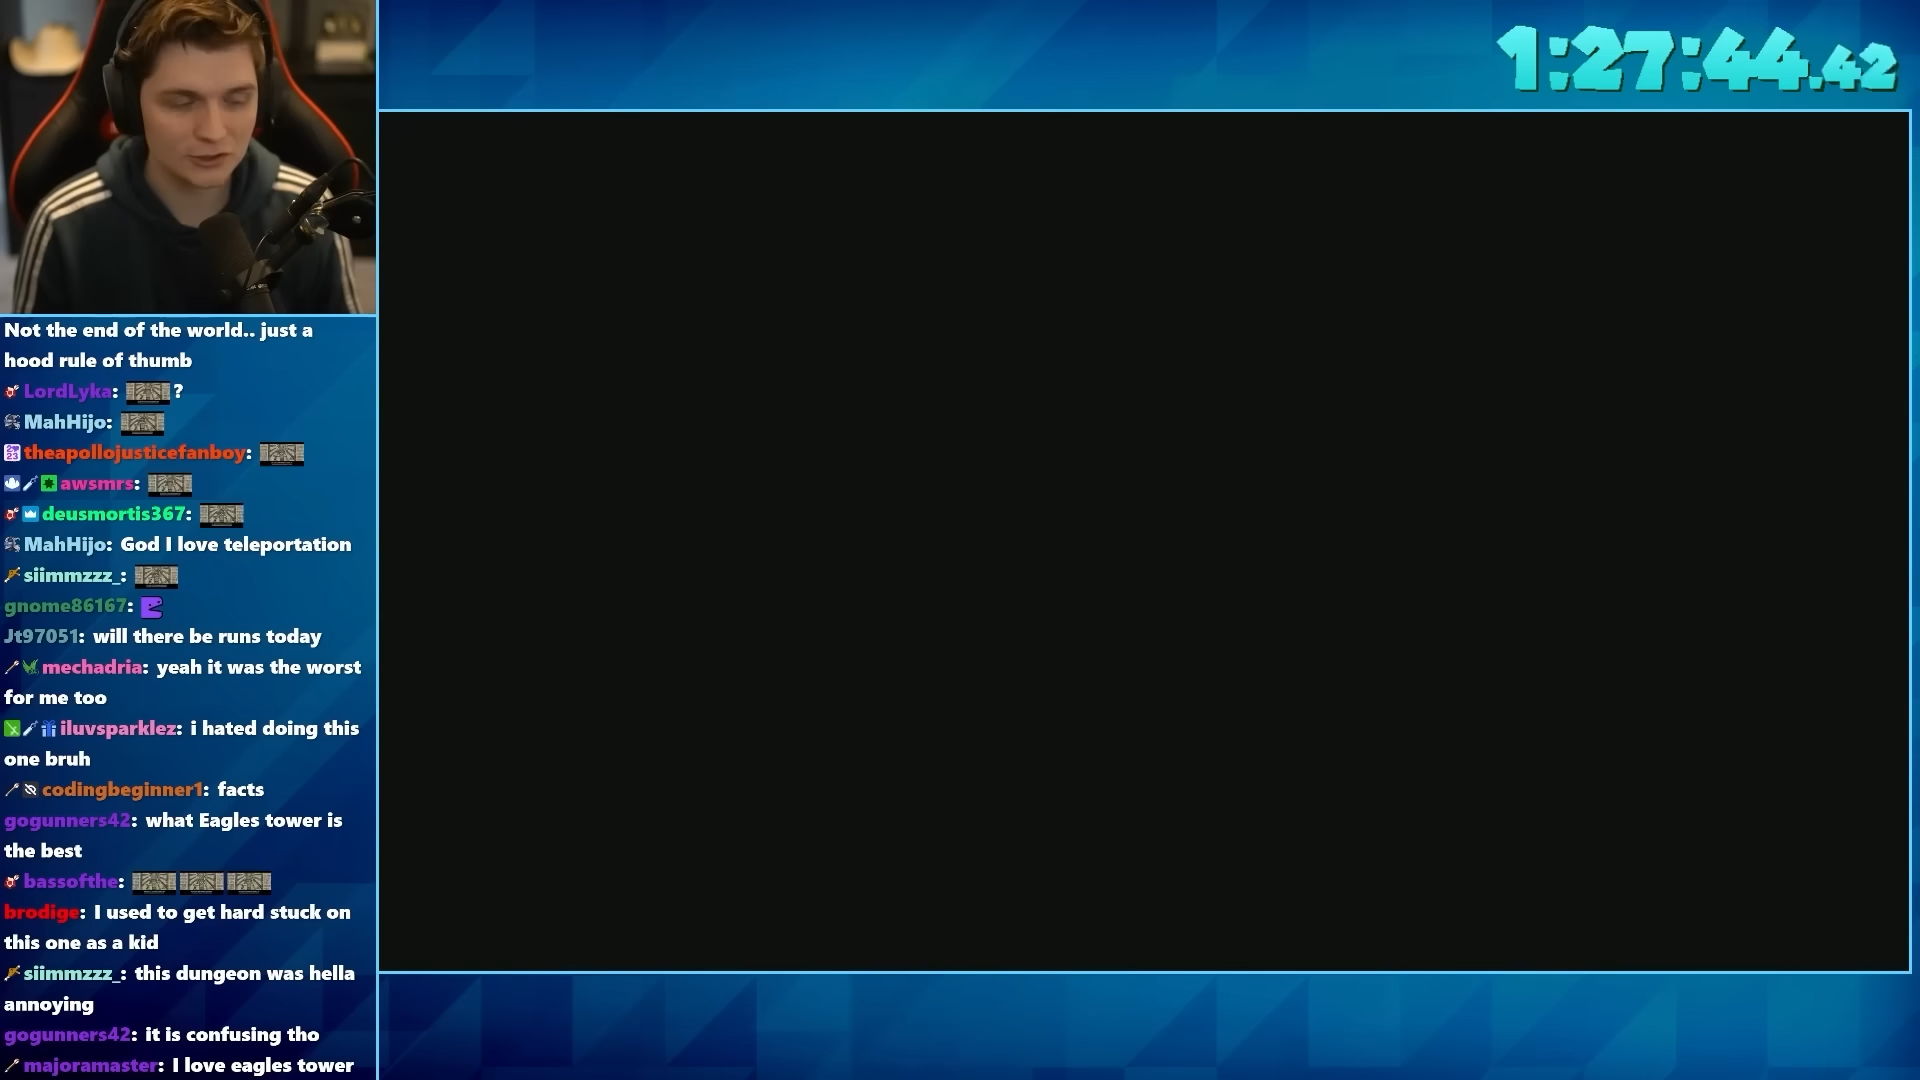 1:27:44.42
Not the end of the world.. just a
hood rule of thumb
LordLyka: ?
MahHijo:
theapollojusticefanboy:
awsmrs:
deusmortis367:
MahHijo: God I love teleportation
siimmzzz_:
gnome86167:
Jt97051: will there be runs today
mechadria: yeah it was the worst
for me too
iluvsparklez: i hated doing this
one bruh
codingbeginner1: facts
gogunners42: what Eagles tower is
the best
bassofthe:
brodige: I used to get hard stuck on
this one as a kid
siimmzzz_: this dungeon was hella
annoying
gogunners42: it is confusing tho
majoramaster: I love eagles tower